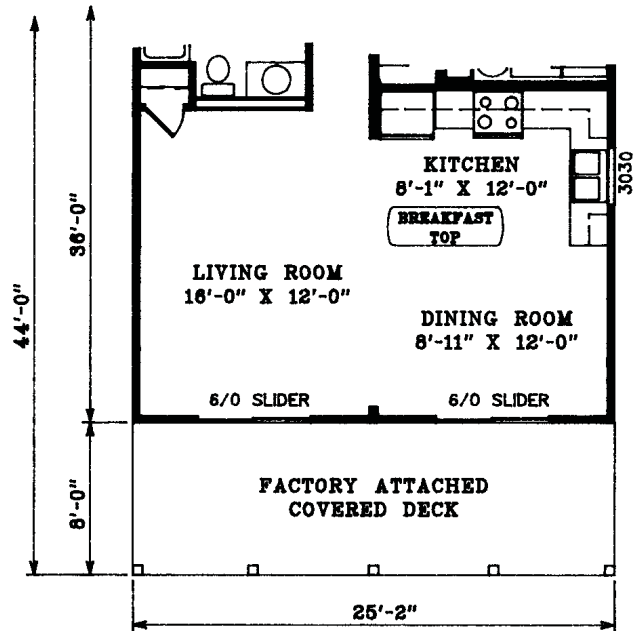 KITCHEN
8'-1" X 12'-0"
3030
BREAKFAST
TOP
36'-0"
44'-0"
LIVING ROOM
16'-0" X 12'-0"
DINING ROOM
8'-11" X 12'-0"
6/0 SLIDER
6/0 SLIDER
8'-0"
FACTORY ATTACHED
COVERED DECK
25'-2"